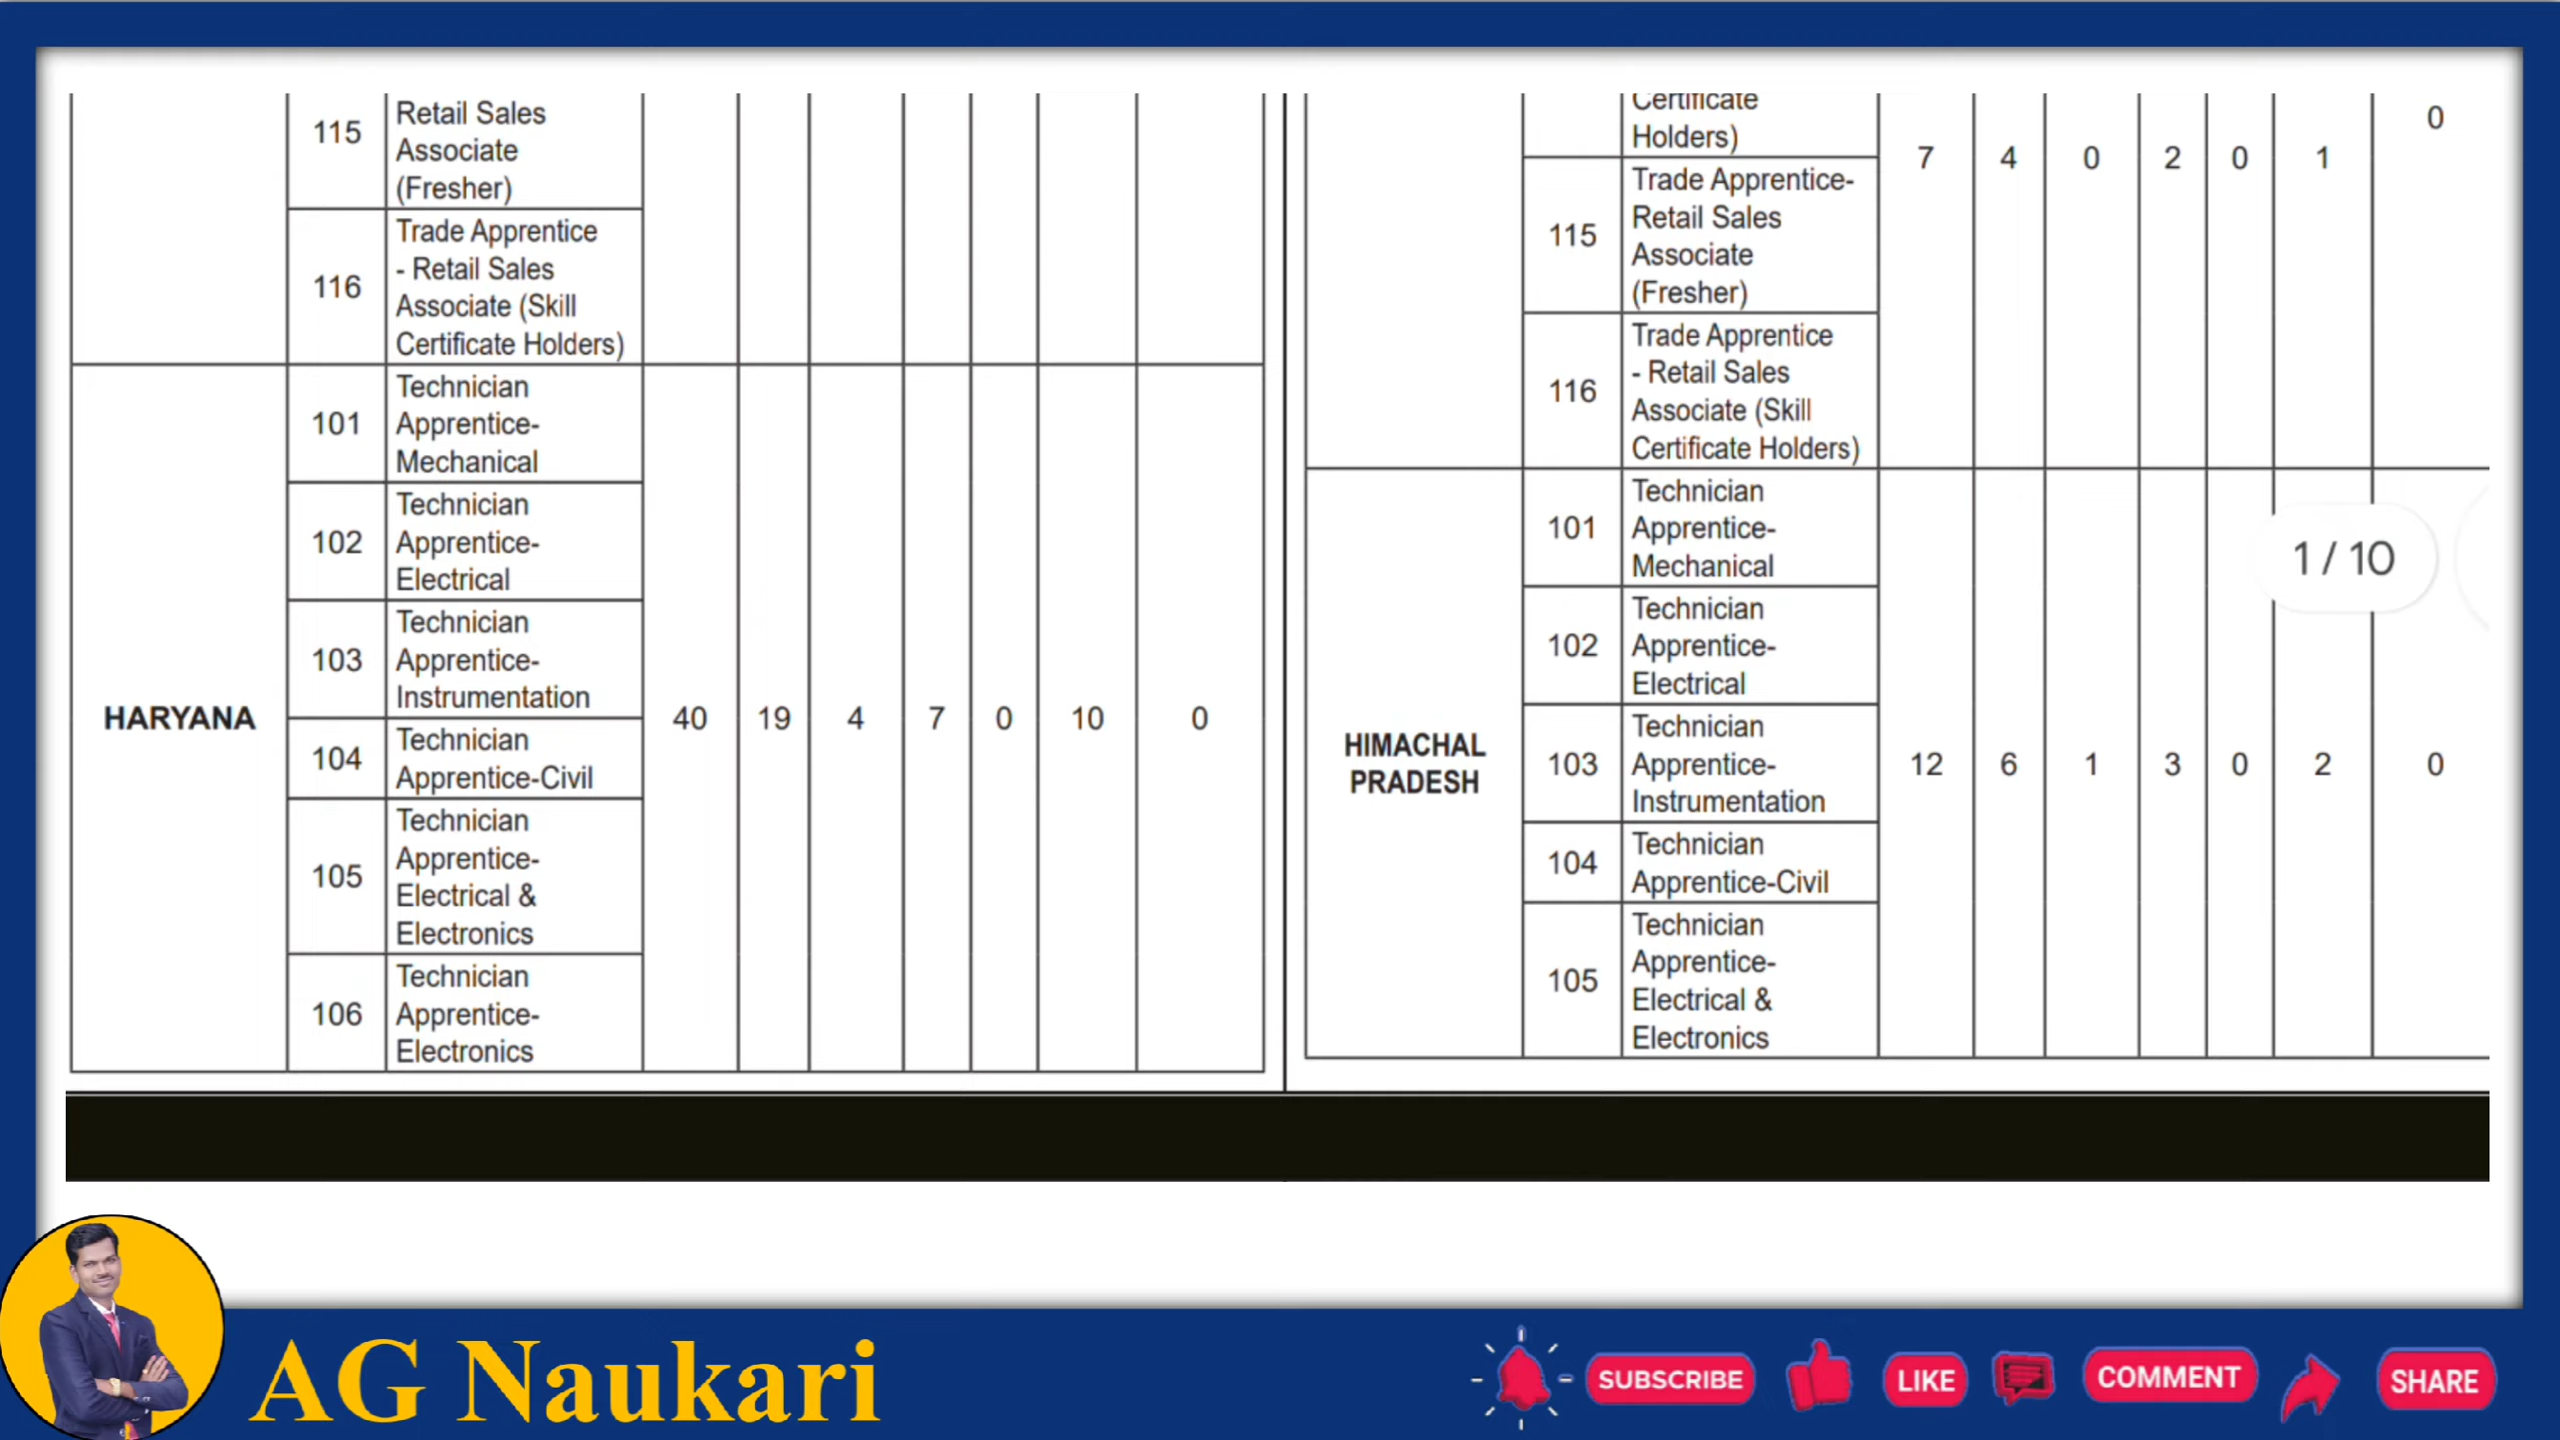 115
Retail Sales
Associate
(Fresher)
116
Trade Apprentice
- Retail Sales
Associate (Skill
Certificate Holders)
HARYANA
101
Technician
Apprentice-
Mechanical
102
Technician
Apprentice-
Electrical
103
Technician
Apprentice-
Instrumentation
104
Technician
Apprentice-Civil
105
Technician
Apprentice-
Electrical &
Electronics
106
Technician
Apprentice-
Electronics
40 19 4 7 0 10 0
Certificate
Holders)
115
Trade Apprentice-
Retail Sales
Associate
(Fresher)
116
Trade Apprentice
- Retail Sales
Associate (Skill
Certificate Holders)
7 4 0 2 0 1 0
HIMACHAL
PRADESH
101
Technician
Apprentice-
Mechanical
102
Technician
Apprentice-
Electrical
103
Technician
Apprentice-
Instrumentation
104
Technician
Apprentice-Civil
105
Technician
Apprentice-
Electrical &
Electronics
12 6 1 3 0 2 0
1 / 10
AG Naukari
SUBSCRIBE
LIKE
COMMENT
SHARE